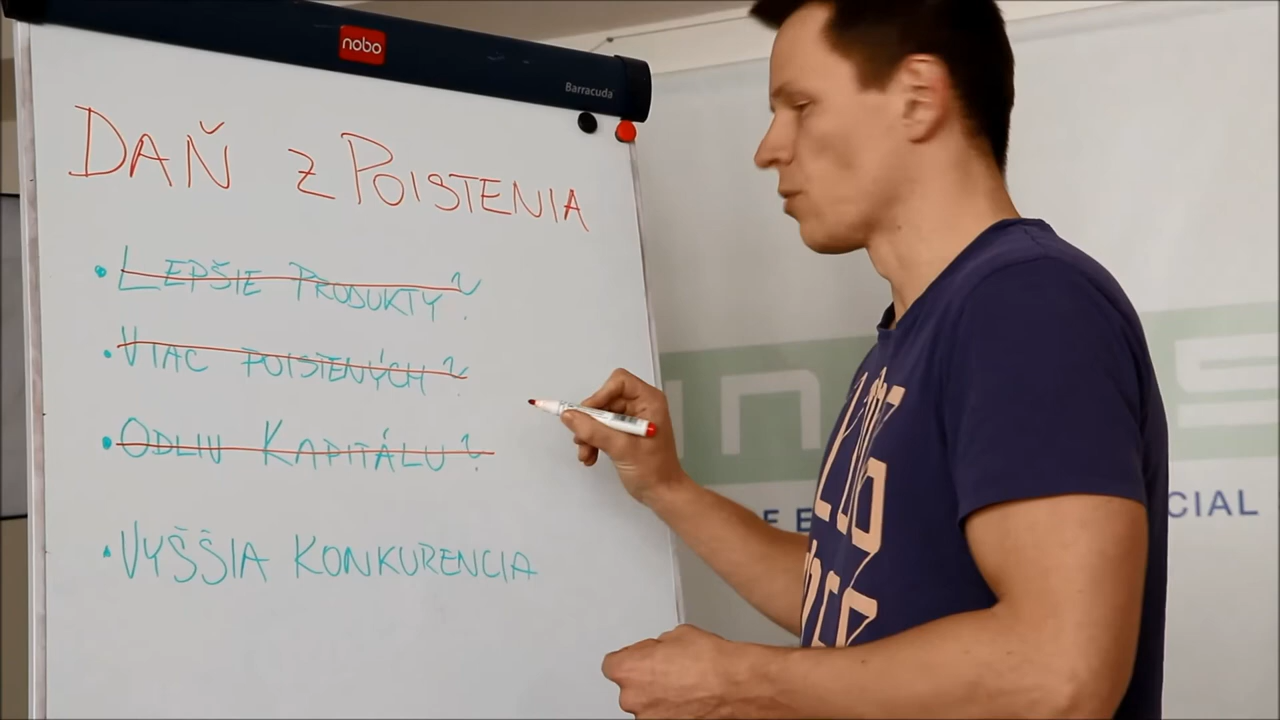 nobo
Barracuda
DAŇ z POISTENIA
• LEPŠIE PRODUKTY?
• VIAC POISTENÝCH?
• ODLIV KAPITÁLU?
• VYŠŠIA KONKURENCIA
CIAL